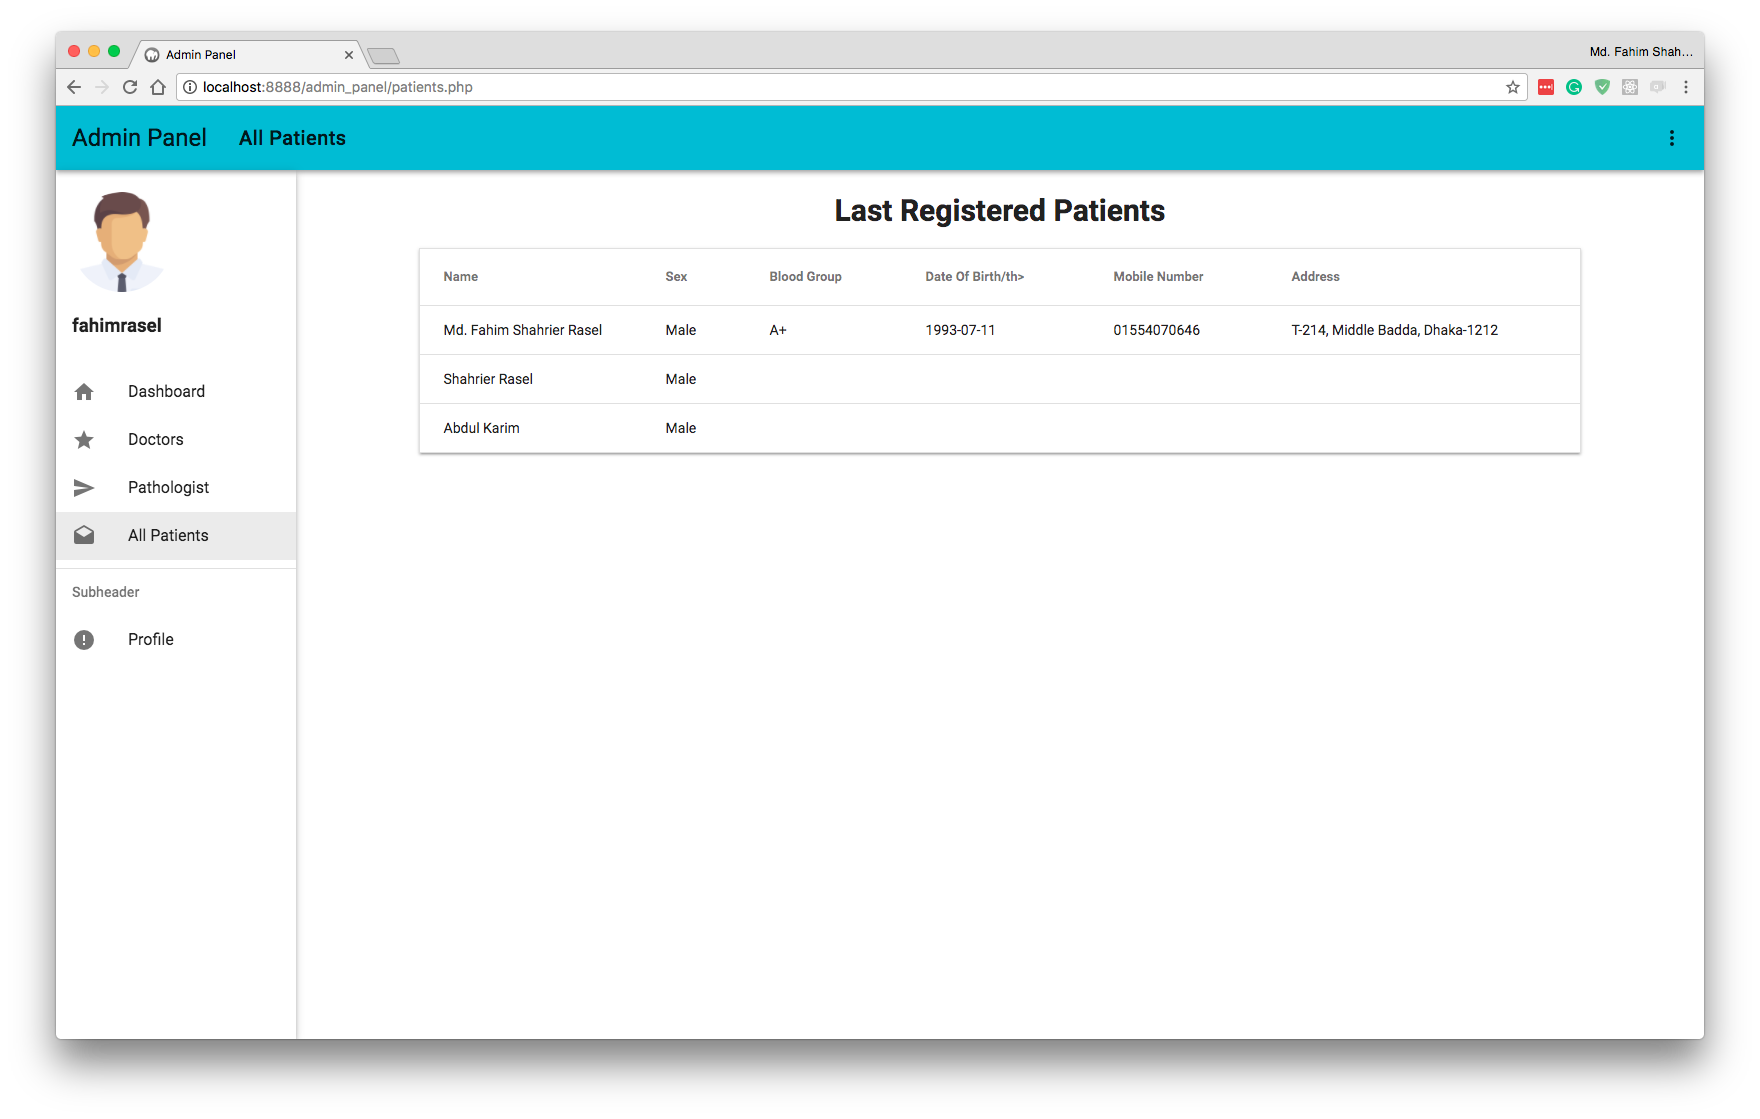 Admin Panel
Md. Fahim Shah...
localhost:8888/admin_panel/patients.php
Admin Panel All Patients
fahimrasel
Dashboard
Doctors
Pathologist
All Patients
Subheader
Profile
Last Registered Patients
Name Sex Blood Group Date Of Birth/th> Mobile Number Address
Md. Fahim Shahrier Rasel Male A+ 1993-07-11 01554070646 T-214, Middle Badda, Dhaka-1212
Shahrier Rasel Male
Abdul Karim Male